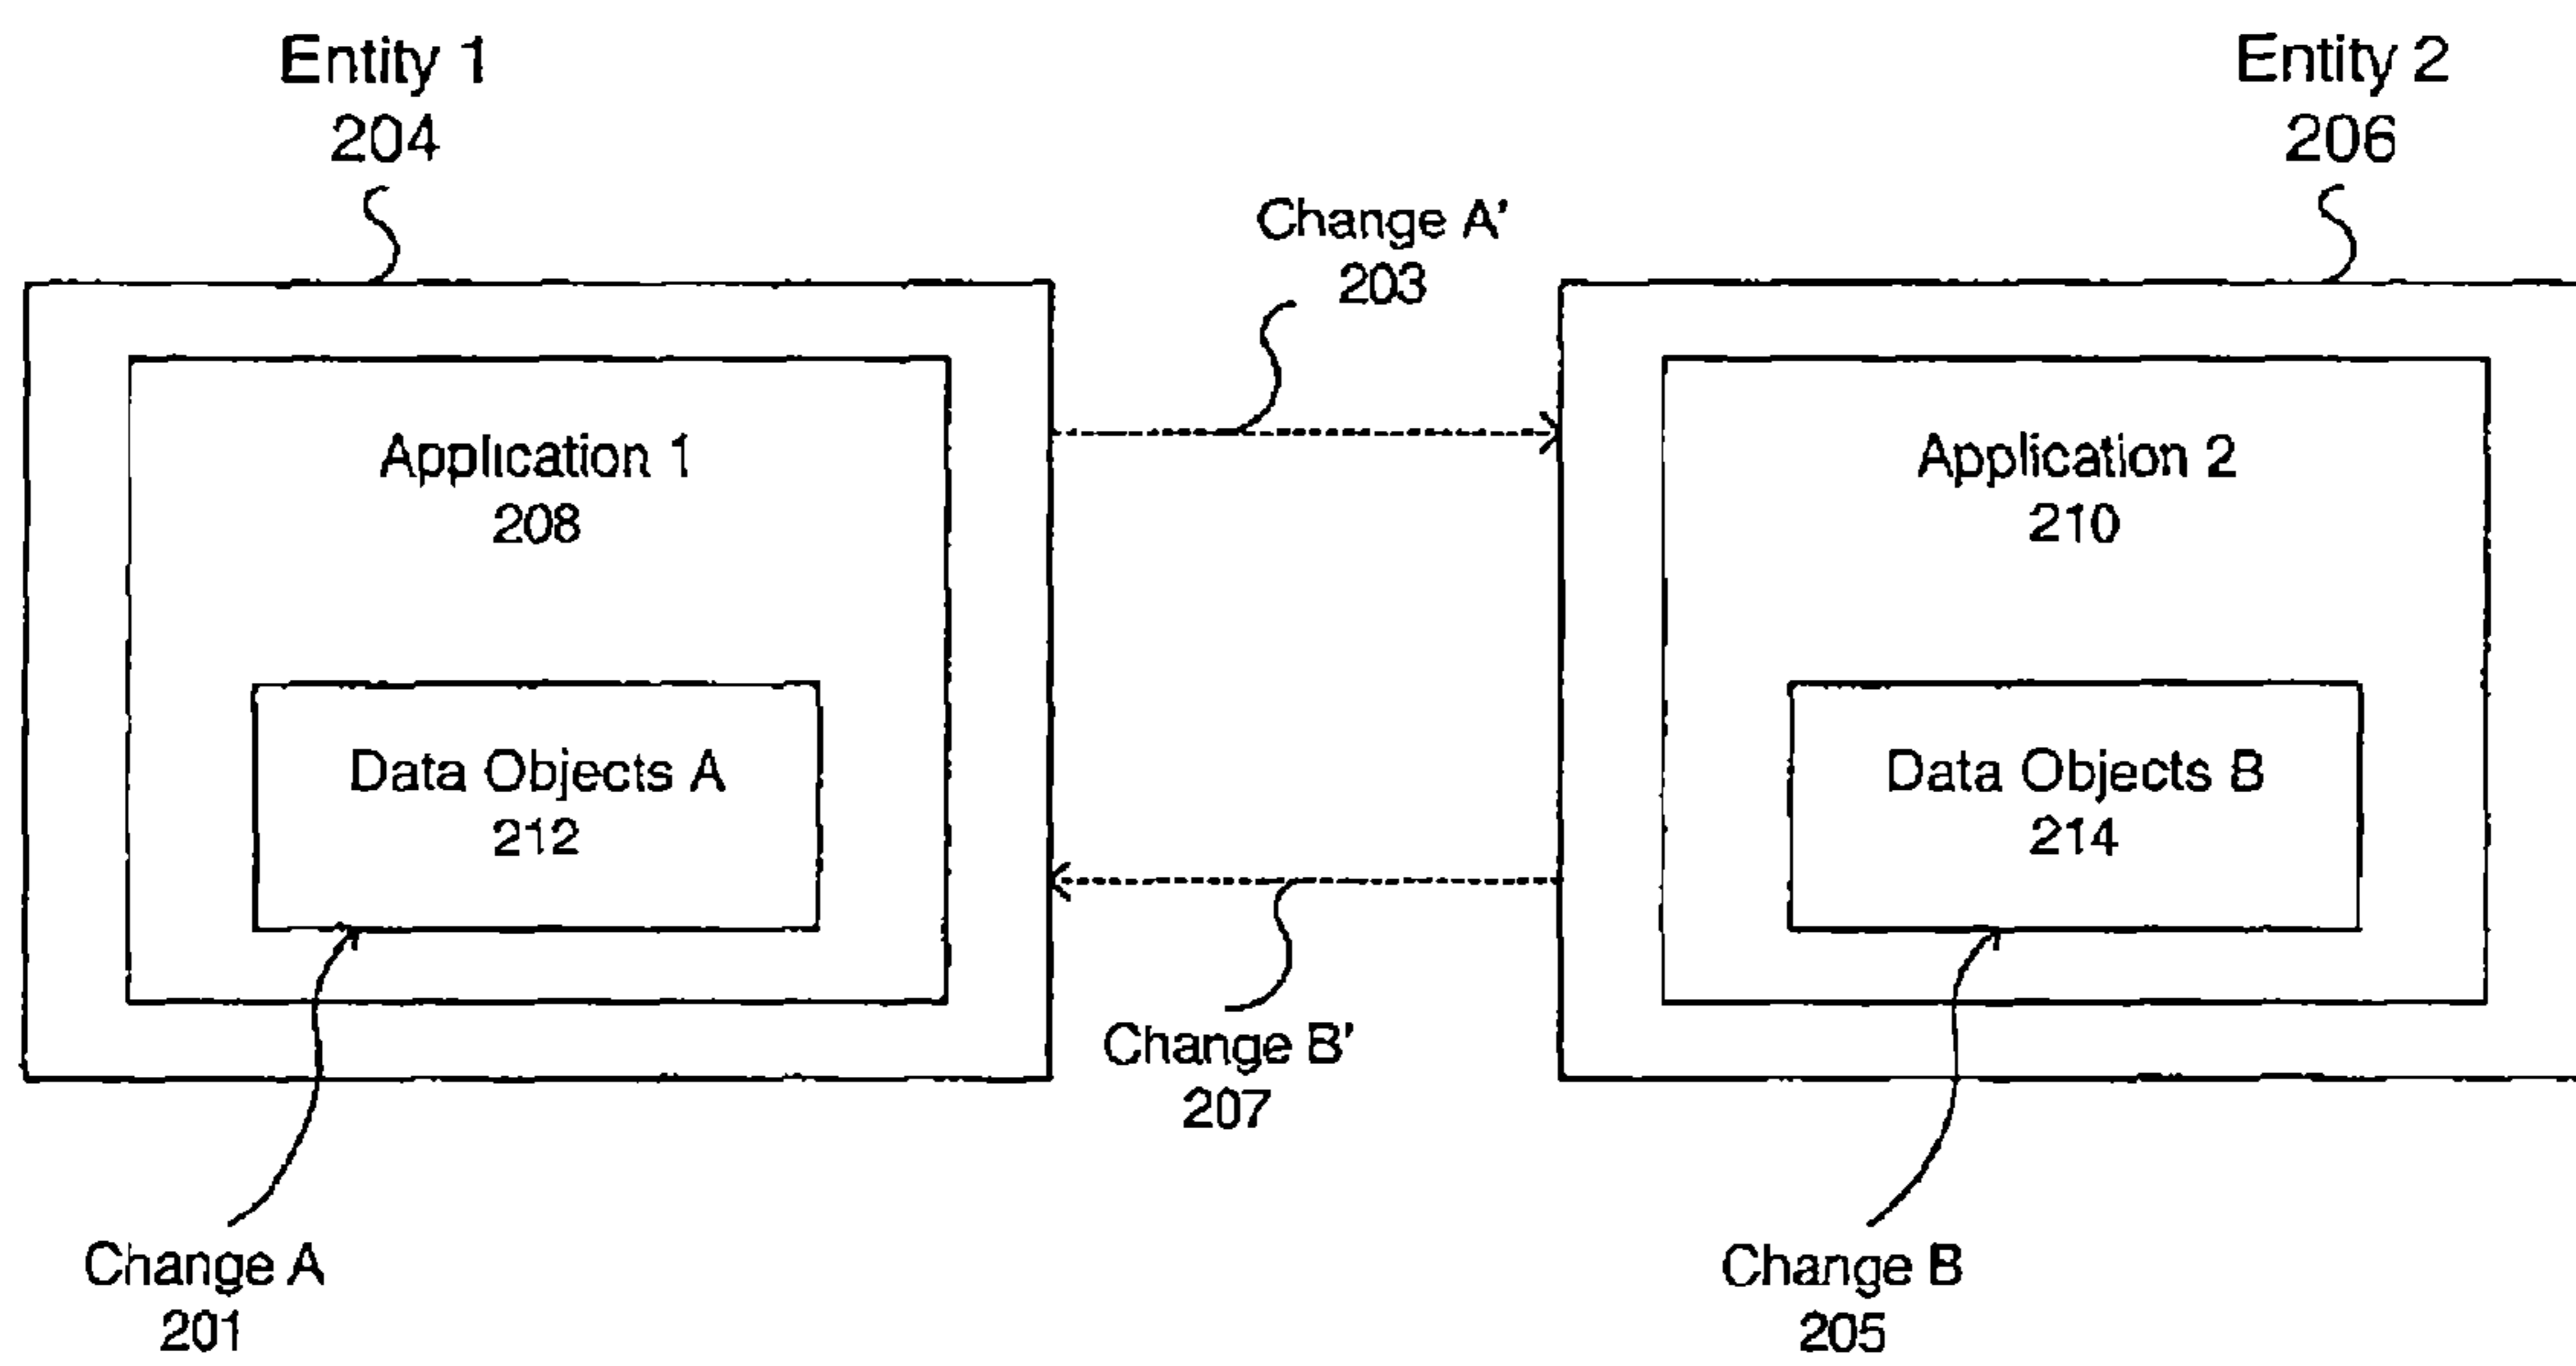 Entity 1
204
Entity 2
206
Change A'
203
Application 1
208
Application 2
210
Data Objects A
212
Data Objects B
214
Change B'
207
Change A
201
Change B
205